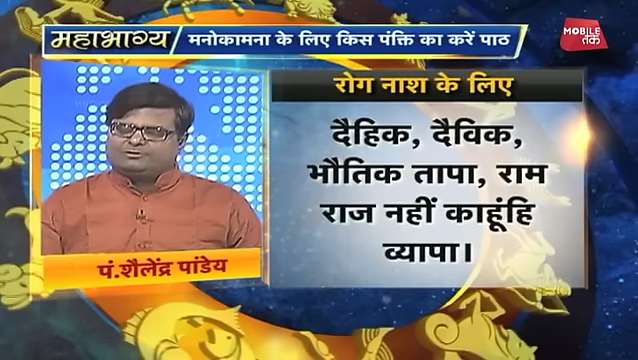 महाभाग्य
मनोकामना के लिए किस पंक्ति का करें पाठ
MOBILE
तक
रोग नाश के लिए
दैहिक, दैविक,
भौतिक तापा, राम
राज नहीं काहूंहि
व्यापा।
पं.शैलेंद्र पांडेय